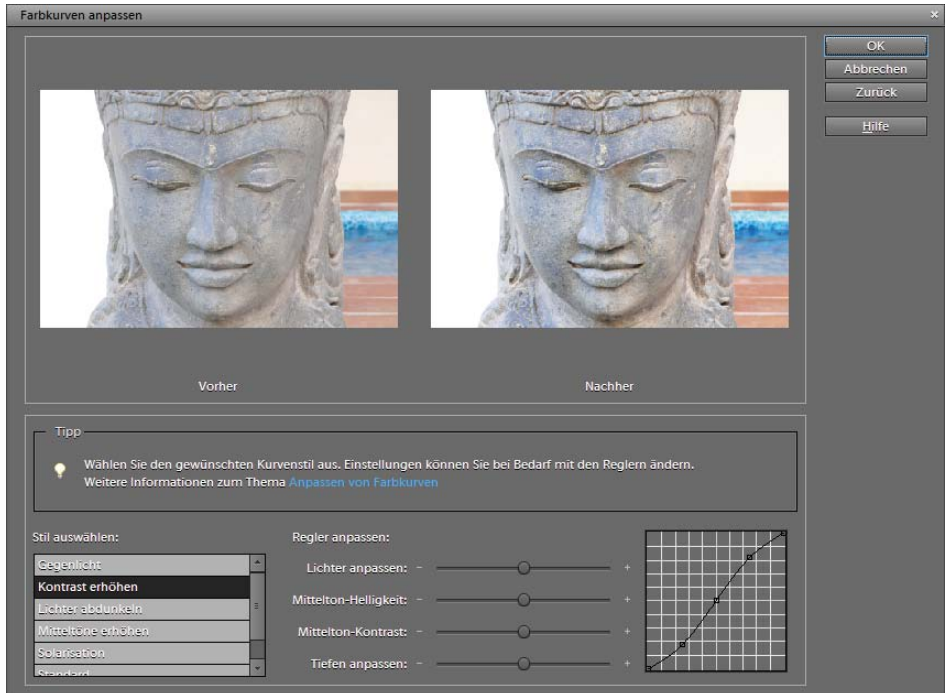 Farbkurven anpassen
OK
Abbrechen
Zurück
Hilfe
Vorher
Nachher
Tipp
Wählen Sie den gewünschten Kurvenstil aus. Einstellungen können Sie bei Bedarf mit den Reglern ändern.
Weitere Informationen zum Thema Anpassen von Farbkurven
Stil auswählen:
Gegenlicht
Kontrast erhöhen
Lichter abdunkeln
Mitteltöne erhöhen
Solarisation
Standard
Regler anpassen:
Lichter anpassen: - +
Mittelton-Helligkeit: - +
Mittelton-Kontrast: - +
Tiefen anpassen: - +